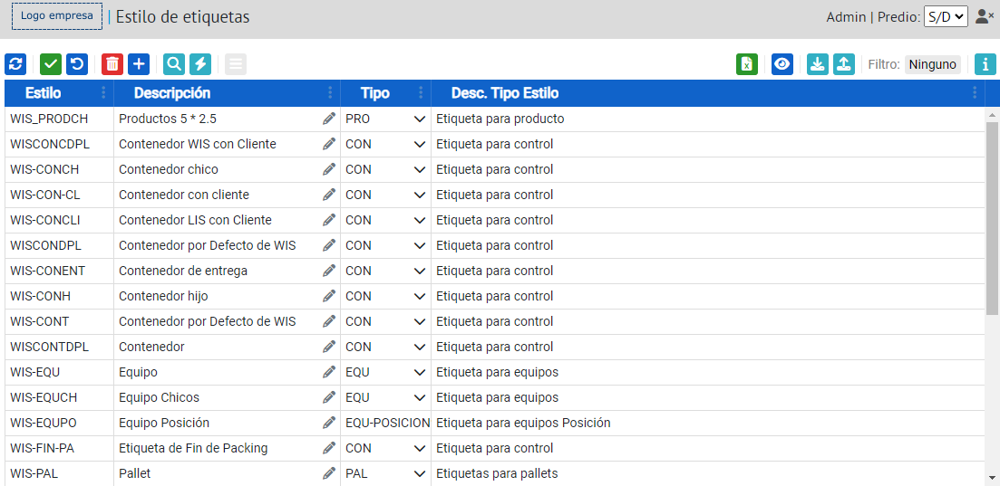 Logo empresa | Estilo de etiquetas Admin | Predio: S/D
Filtro: Ninguno
Estilo Descripción Tipo Desc. Tipo Estilo
WIS_PRODCH Productos 5 * 2.5 PRO Etiqueta para producto
WISCONCDPL Contenedor WIS con Cliente CON Etiqueta para control
WIS-CONCH Contenedor chico CON Etiqueta para control
WIS-CON-CL Contenedor con cliente CON Etiqueta para control
WIS-CONCLI Contenedor LIS con Cliente CON Etiqueta para control
WISCONDPL Contenedor por Defecto de WIS CON Etiqueta para control
WIS-CONENT Contenedor de entrega CON Etiqueta para control
WIS-CONH Contenedor hijo CON Etiqueta para control
WIS-CONT Contenedor por Defecto de WIS CON Etiqueta para control
WISCONTDPL Contenedor CON Etiqueta para control
WIS-EQU Equipo EQU Etiqueta para equipos
WIS-EQUCH Equipo Chicos EQU Etiqueta para equipos
WIS-EQUPO Equipo Posición EQU-POSICION Etiqueta para equipos Posición
WIS-FIN-PA Etiqueta de Fin de Packing CON Etiqueta para control
WIS-PAL Pallet PAL Etiquetas para pallets